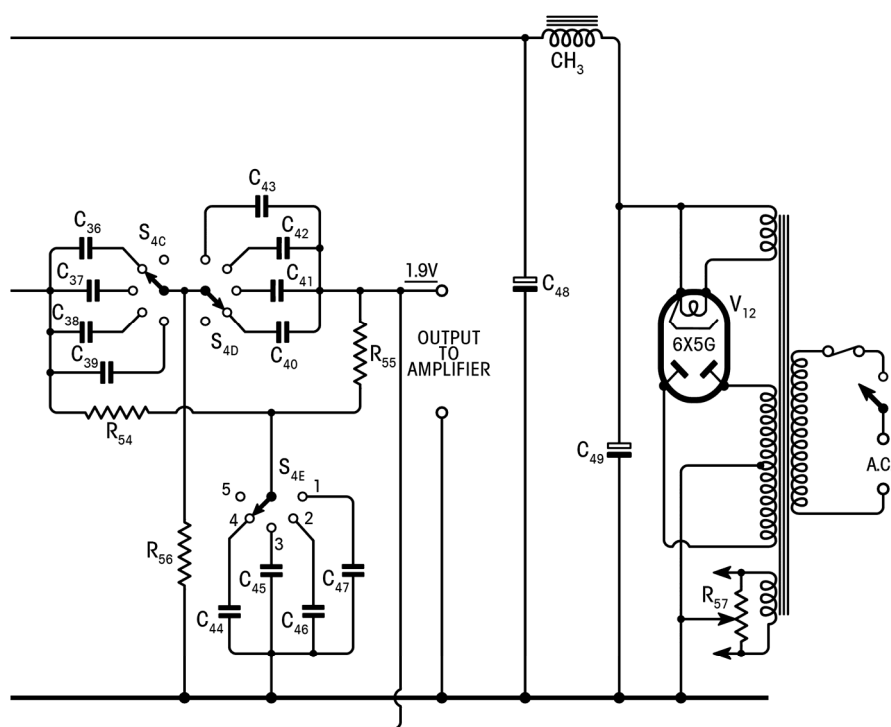 CH3
C43
C36
S4C
C42
C37
C41
1.9V
C38
S4D
C40
C39
R55
OUTPUT
TO
AMPLIFIER
C48
V12
6X5G
R54
C49
A.C
S4E
5
1
4
2
3
R56
C45
C47
C44
C46
R57